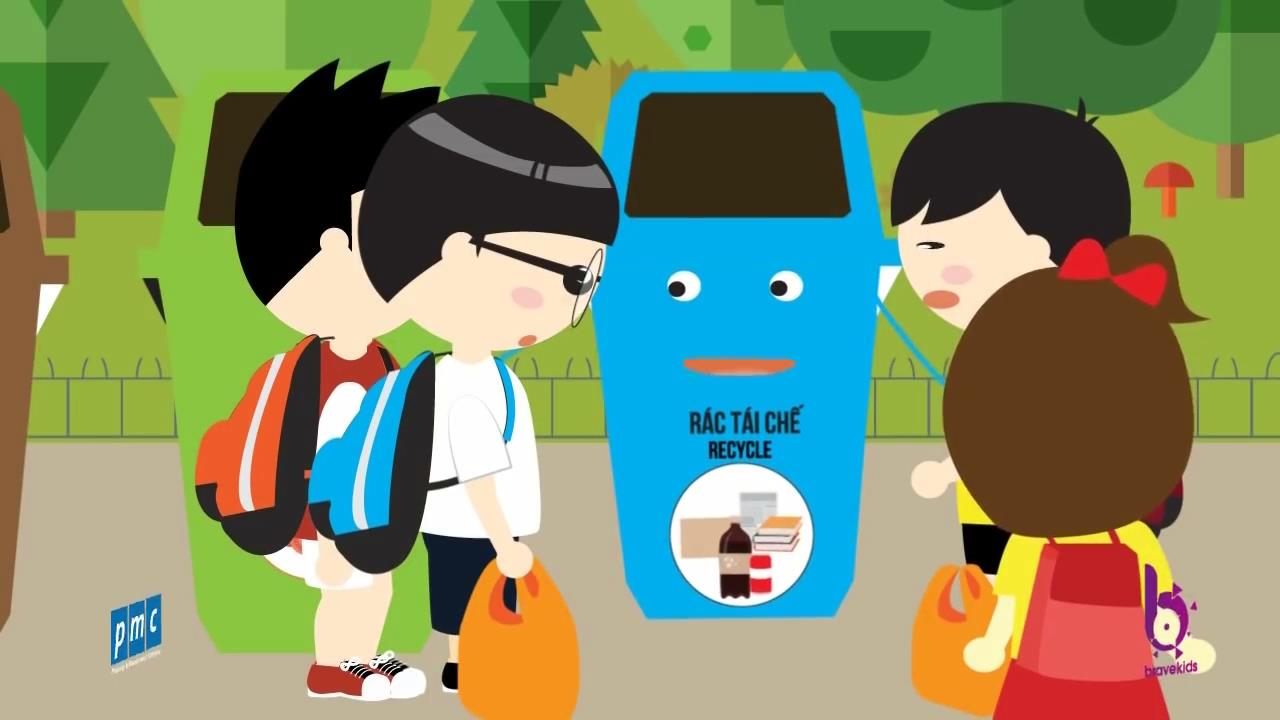 RÁC TÁI CHẾ
RECYCLE
pmc
bravekids